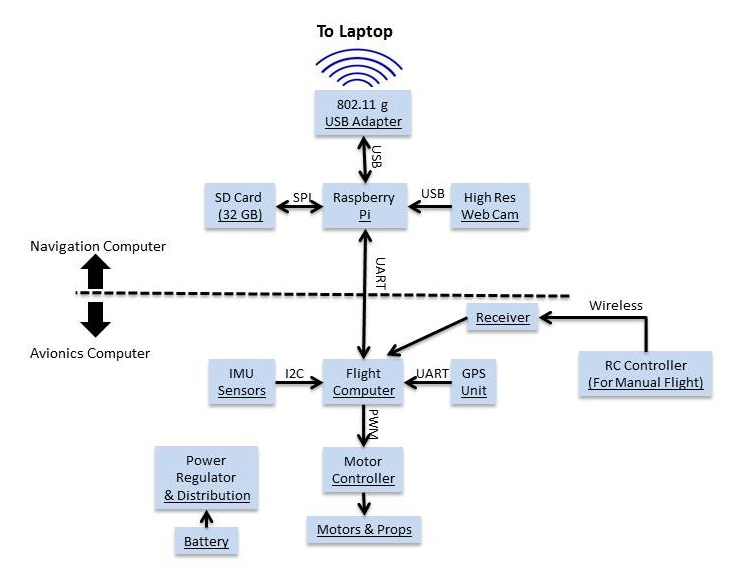 To Laptop
802.11 g
USB Adapter
USB
SD Card
(32 GB)
SPI
Raspberry
Pi
USB
High Res
Web Cam
Navigation Computer
UART
Wireless
Receiver
Avionics Computer
IMU
Sensors
I2C
Flight
Computer
UART
GPS
Unit
RC Controller
(For Manual Flight)
PWM
Power
Regulator
& Distribution
Motor
Controller
Battery
Motors & Props